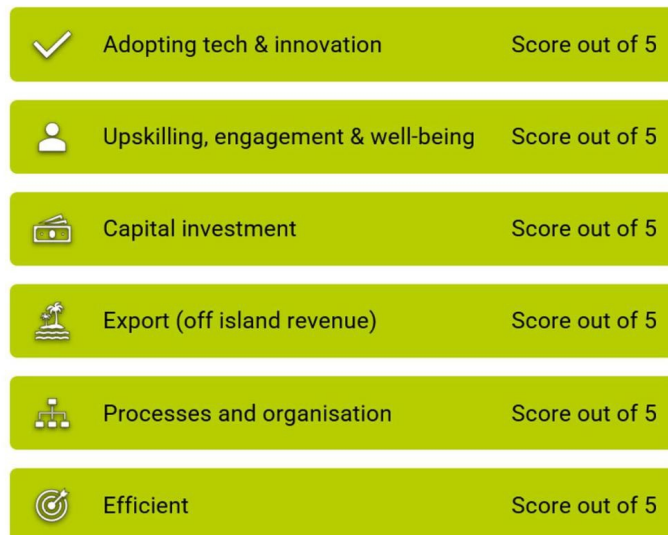 Adopting tech & innovation Score out of 5
Upskilling, engagement & well-being Score out of 5
Capital investment Score out of 5
Export (off island revenue) Score out of 5
Processes and organisation Score out of 5
Efficient Score out of 5